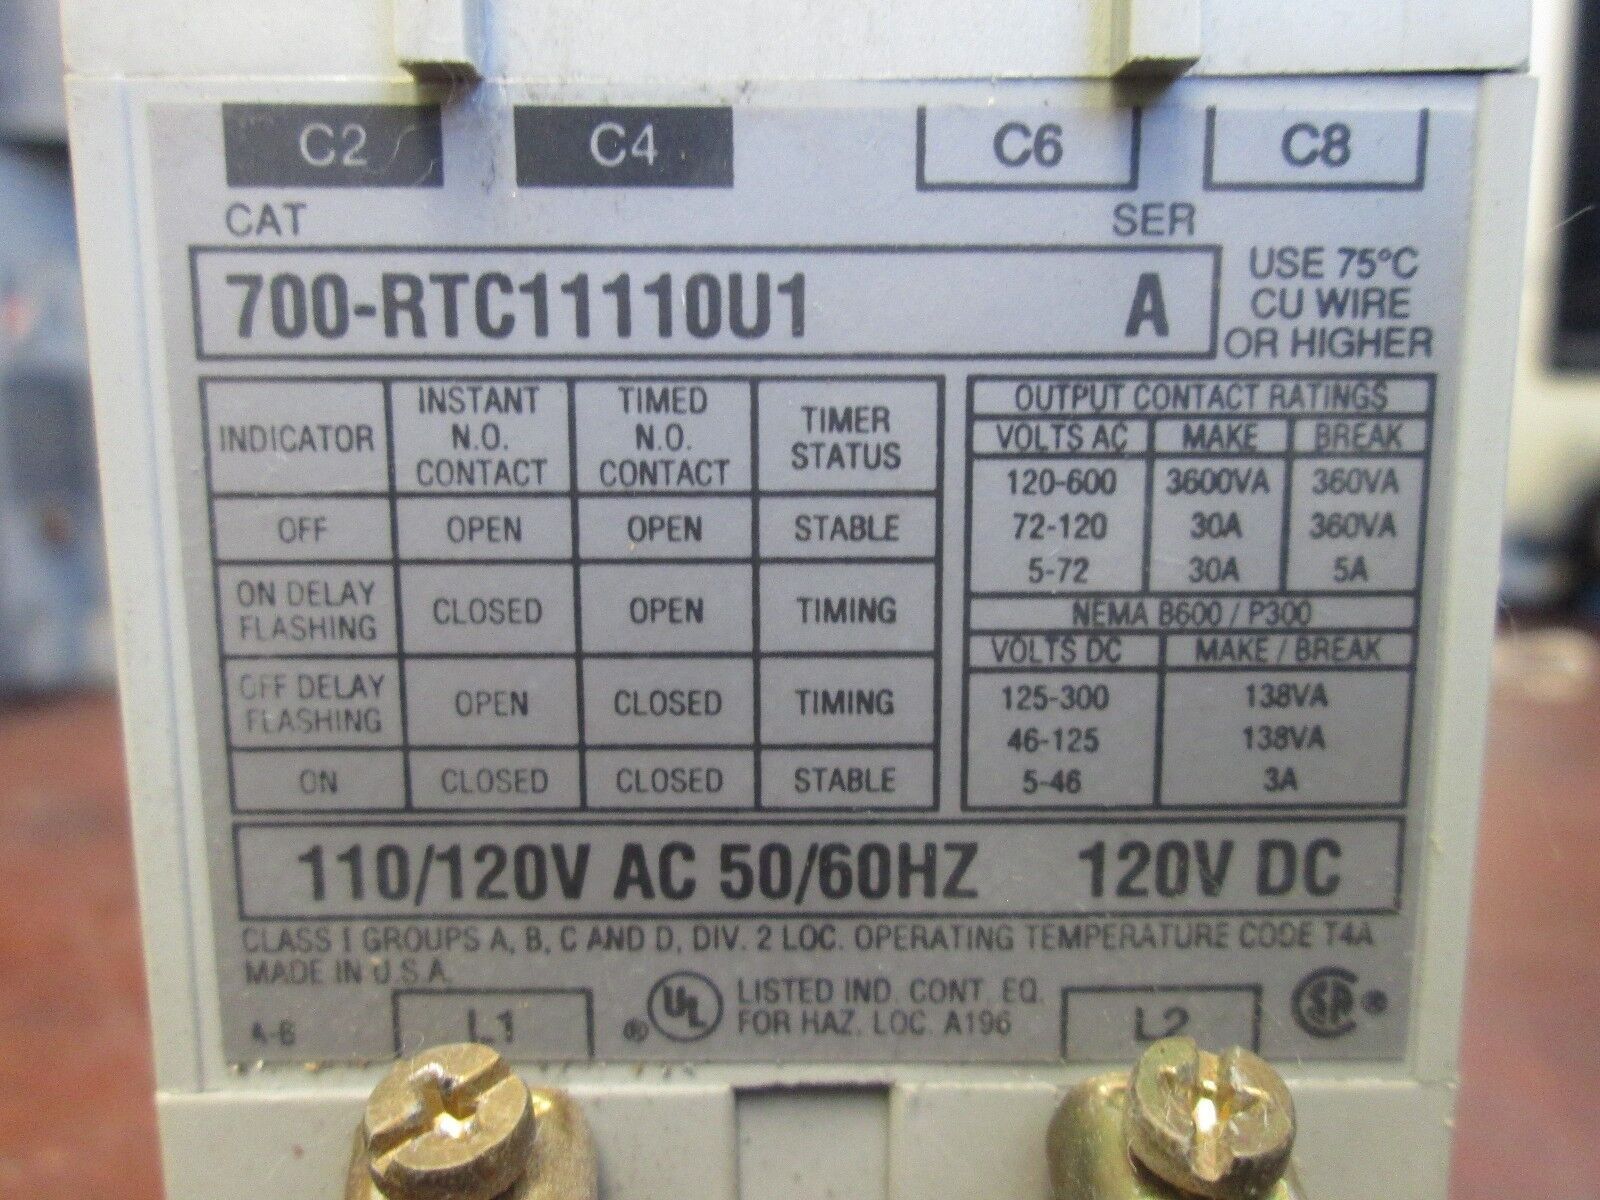 C2 C4 C6 C8
CAT SER
700-RTC11110U1 A
USE 75°C
CU WIRE
OR HIGHER
INDICATOR
INSTANT
N.O.
CONTACT
TIMED
N.O.
CONTACT
TIMER
STATUS
OFF OPEN OPEN STABLE
ON DELAY
FLASHING
CLOSED OPEN TIMING
OFF DELAY
FLASHING
OPEN CLOSED TIMING
ON CLOSED CLOSED STABLE
OUTPUT CONTACT RATINGS
VOLTS AC MAKE BREAK
120-600 3600VA 360VA
72-120 30A 360VA
5-72 30A 5A
NEMA B600 / P300
VOLTS DC MAKE / BREAK
125-300 138VA
46-125 138VA
5-46 3A
110/120V AC 50/60HZ 120V DC
CLASS I GROUPS A, B, C AND D, DIV. 2 LOC. OPERATING TEMPERATURE CODE T4A
MADE IN U.S.A.
A-6 L1 ® UL
LISTED IND. CONT. EQ.
FOR HAZ. LOC. A196
L2 SA ®